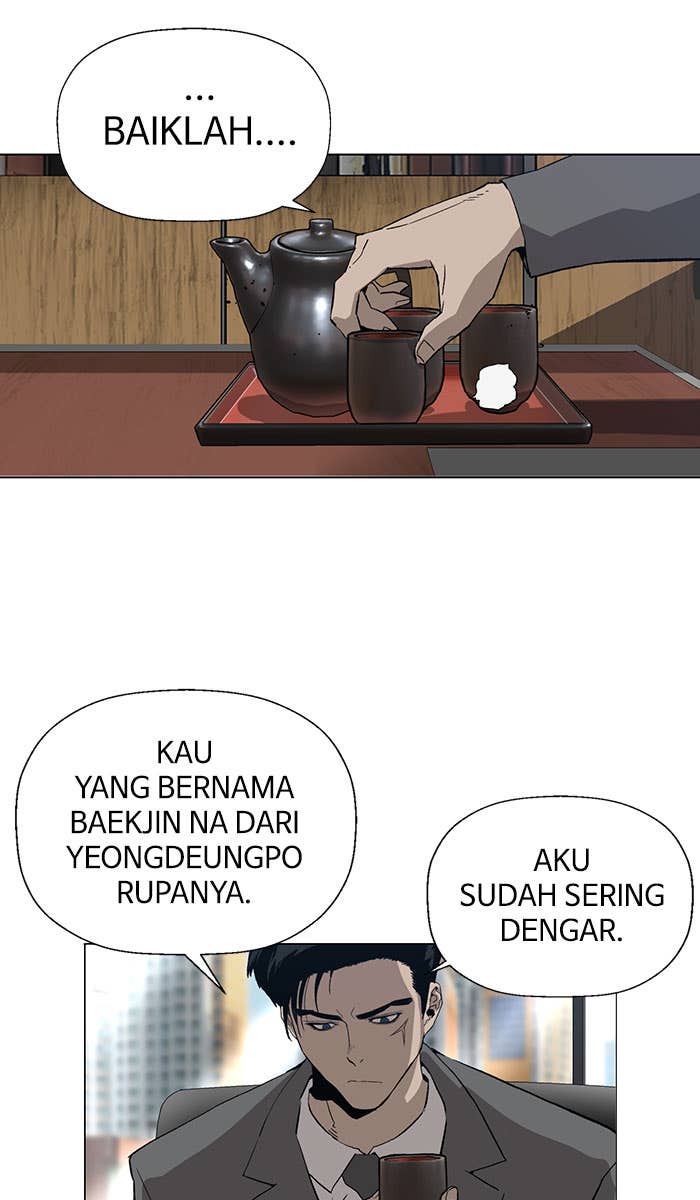 ...
BAIKLAH....
KAU
YANG BERNAMA
BAEKJIN NA DARI
YEONGDEUNGPO
RUPANYA.
AKU
SUDAH SERING
DENGAR.